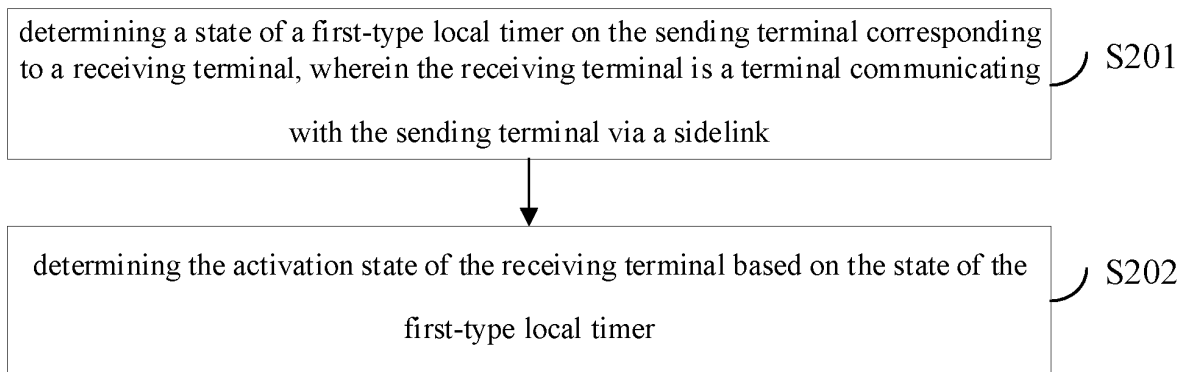 determining a state of a first-type local timer on the sending terminal corresponding
to a receiving terminal, wherein the receiving terminal is a terminal communicating
with the sending terminal via a sidelink
S201
determining the activation state of the receiving terminal based on the state of the
first-type local timer
S202